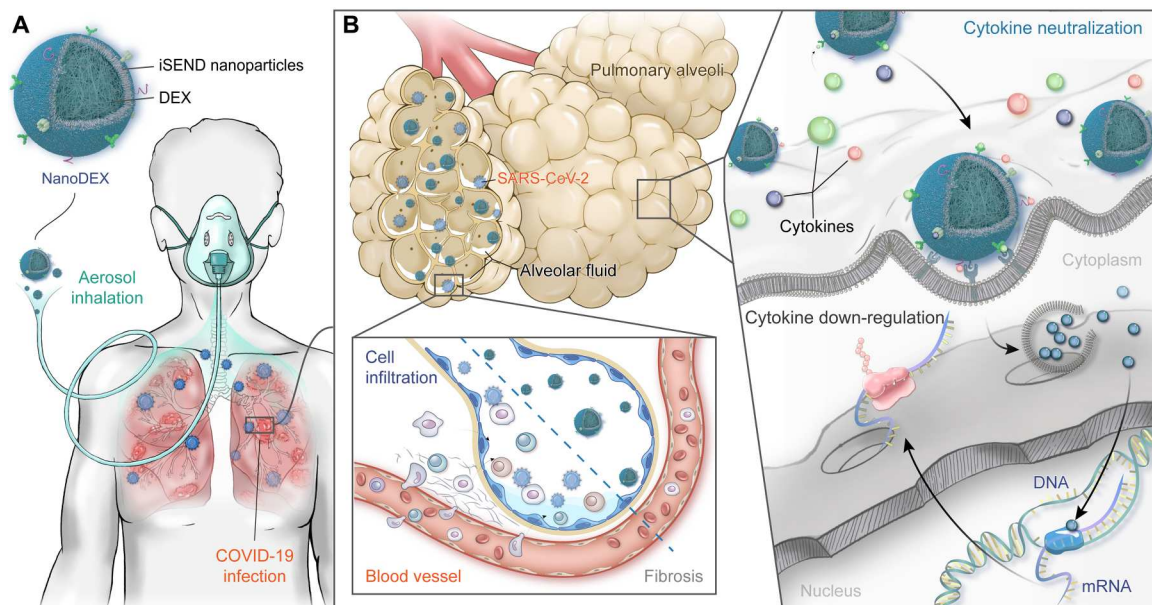 A
iSEND nanoparticles
DEX
NanoDEX
Aerosol
inhalation
COVID-19
infection
B
Pulmonary alveoli
SARS-CoV-2
Alveolar fluid
Cell
infiltration
Blood vessel
Fibrosis
Cytokine neutralization
Cytokines
Cytoplasm
Cytokine down-regulation
DNA
mRNA
Nucleus